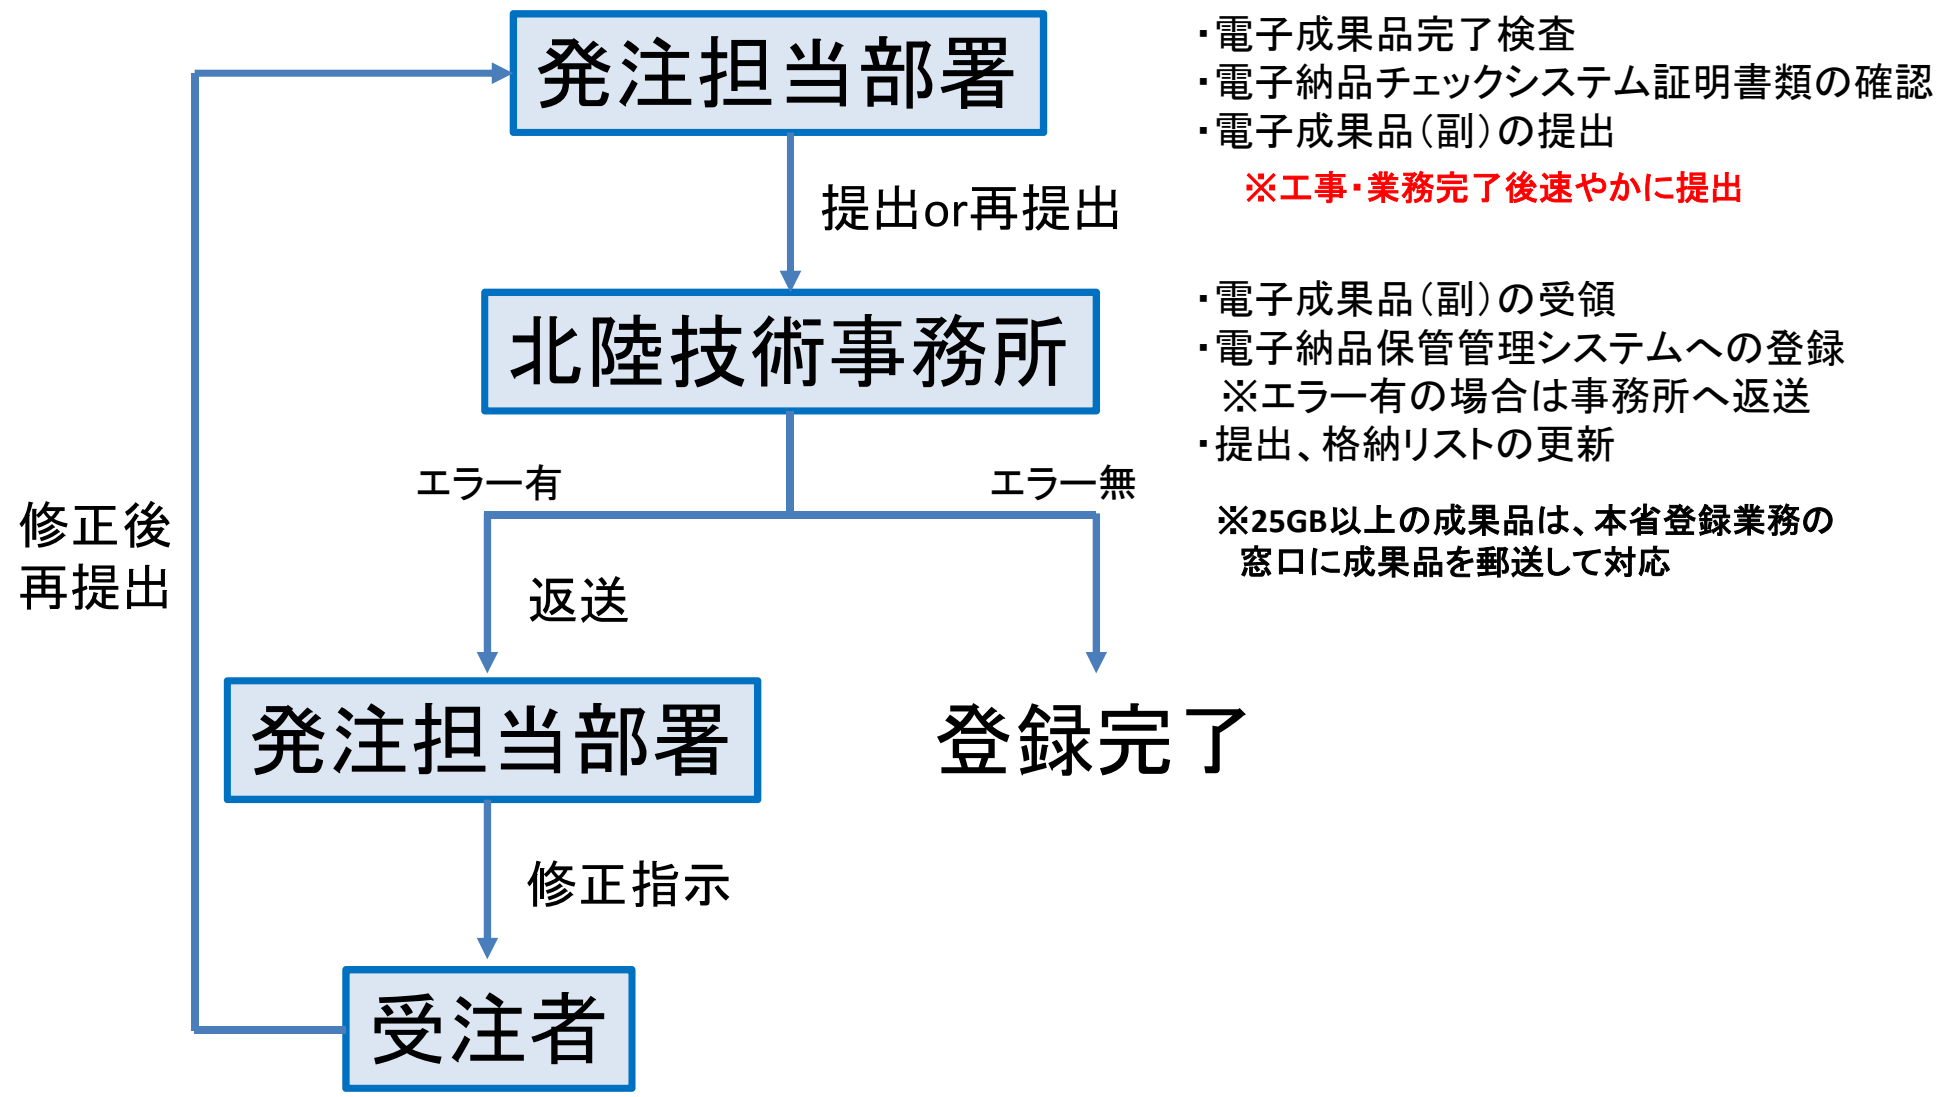 発注担当部署
・電子成果品完了検査
・電子納品チェックシステム証明書類の確認
・電子成果品（副）の提出
※工事・業務完了後速やかに提出
提出or再提出
北陸技術事務所
・電子成果品（副）の受領
・電子納品保管管理システムへの登録
※エラー有の場合は事務所へ返送
・提出、格納リストの更新
※25GB以上の成果品は、本省登録業務の
窓口に成果品を郵送して対応
エラー有
エラー無
修正後
再提出
返送
発注担当部署
登録完了
修正指示
受注者